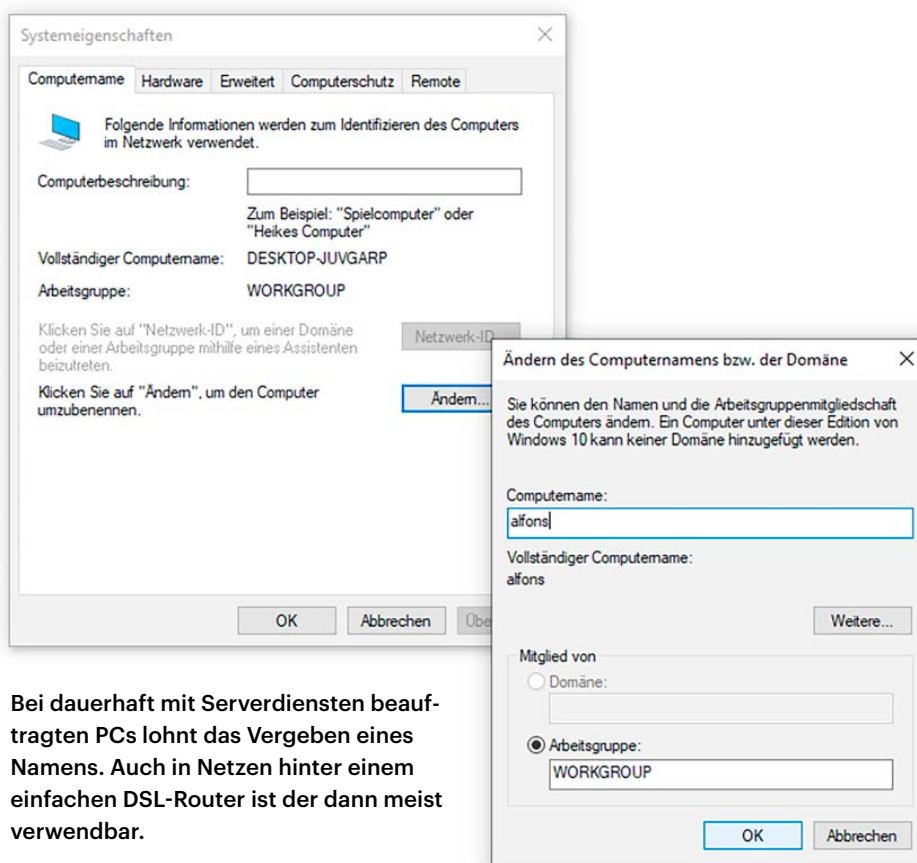 Systemeigenschaften
Computername Hardware Erweitert Computerschutz Remote
Folgende Informationen werden zum Identifizieren des Computers
im Netzwerk verwendet.
Computerbeschreibung:
Zum Beispiel: "Spielcomputer" oder
"Heikes Computer"
Vollständiger Computername: DESKTOP-JUVGARP
Arbeitsgruppe: WORKGROUP
Klicken Sie auf "Netzwerk-ID", um einer Domäne
oder einer Arbeitsgruppe mithilfe eines Assistenten
beizutreten.
Netzwerk-ID...
Klicken Sie auf "Ändern", um den Computer
umzubenennen.
Ändern...
OK Abbrechen
Ändern des Computernamens bzw. der Domäne
Sie können den Namen und die Arbeitsgruppenmitgliedschaft
des Computers ändern. Ein Computer unter dieser Edition von
Windows 10 kann keiner Domäne hinzugefügt werden.
Computername:
alfons
Vollständiger Computername:
alfons
Weitere...
Mitglied von
Domäne:
Arbeitsgruppe:
WORKGROUP
OK Abbrechen
Bei dauerhaft mit Serverdiensten beauf-
tragten PCs lohnt das Vergeben eines
Namens. Auch in Netzen hinter einem
einfachen DSL-Router ist der dann meist
verwendbar.